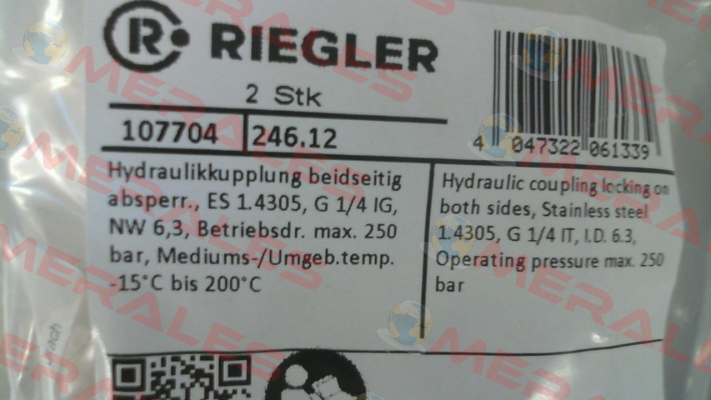 R
RIEGLER
2 Stk
107704 246.12
4 047322 061339
Hydraulikkupplung beidseitig
absperr., ES 1.4305, G 1/4 IG,
NW 6,3, Betriebsdr. max. 250
bar, Mediums-/Umgeb.temp.
-15°C bis 200°C
Hydraulic coupling locking on
both sides, Stainless steel
1.4305, G 1/4 IT, I.D. 6.3,
Operating pressure max. 250
bar
MERALES